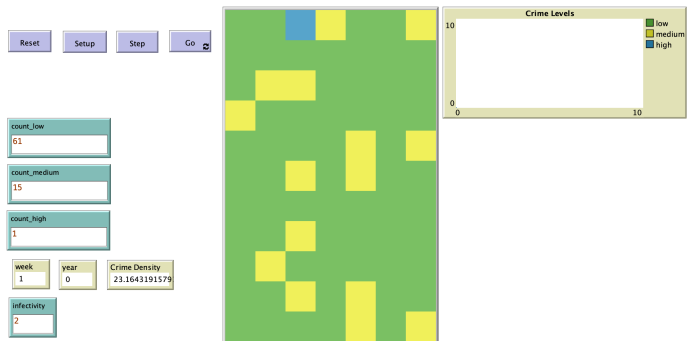 Reset
Setup
Step
Go
count_low
61
count_medium
15
count_high
1
week
1
year
0
Crime Density
23.1643191579
infectivity
2
Crime Levels
10
0
0
10
low
medium
high